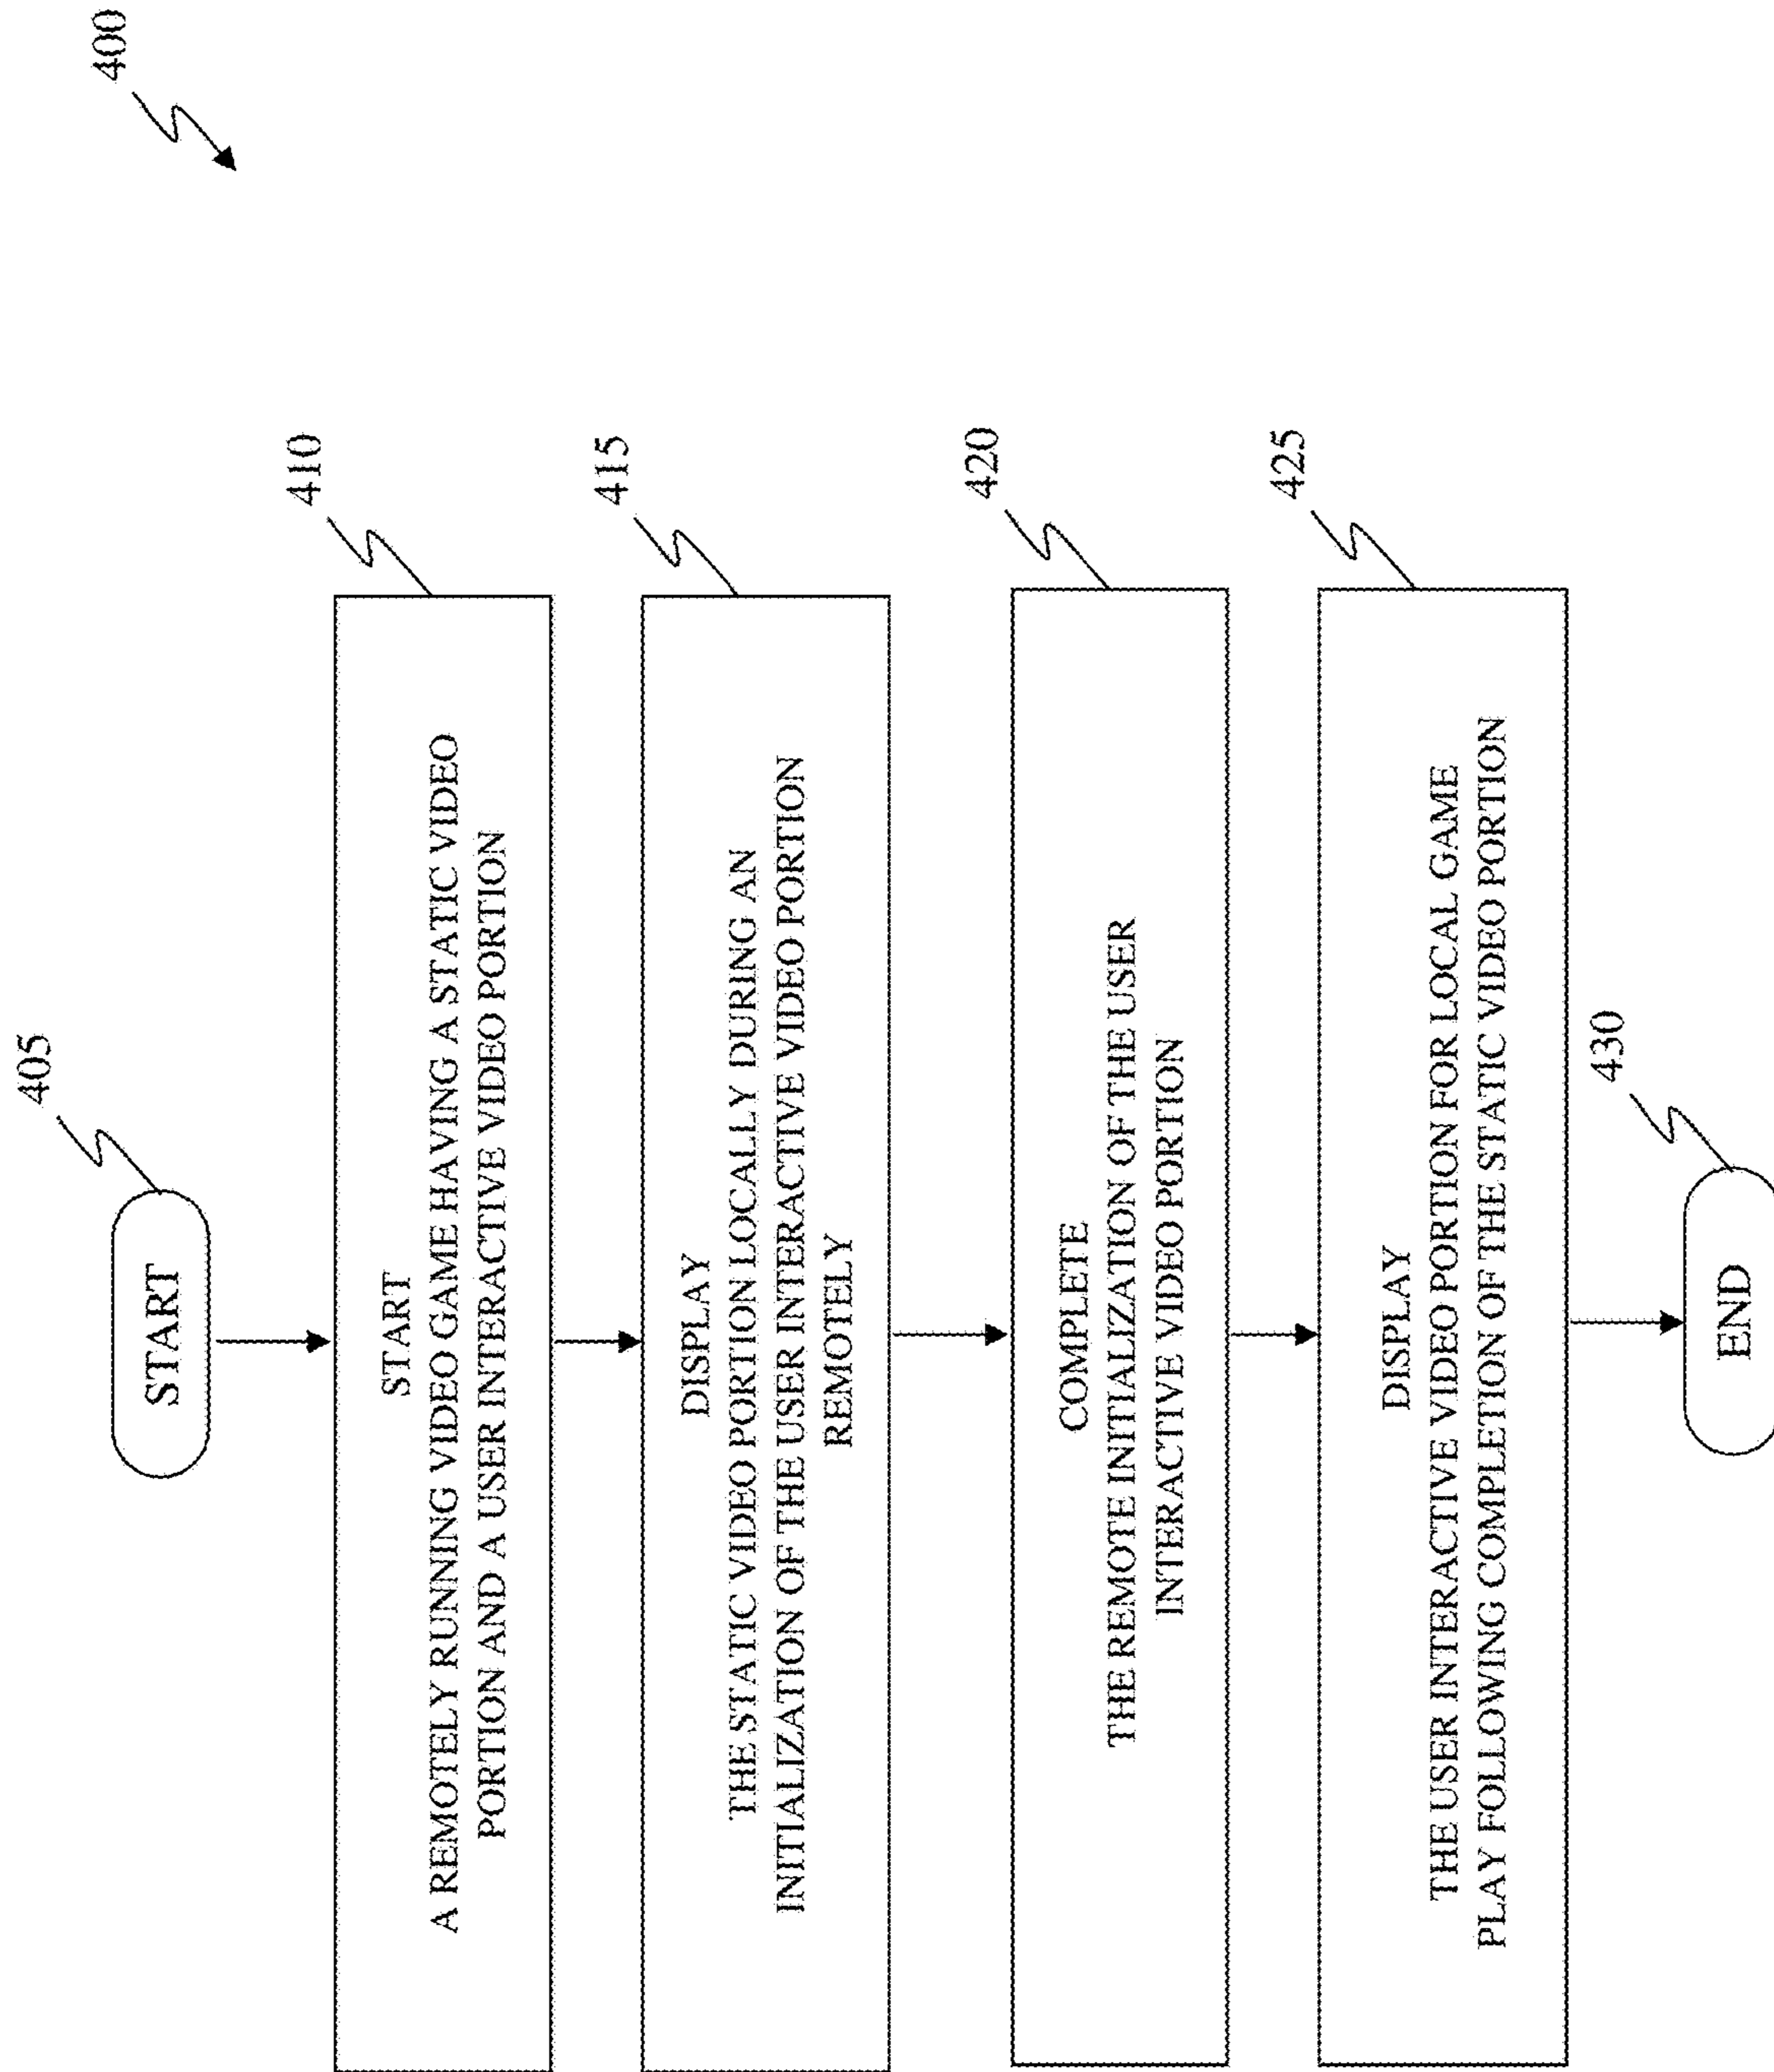 400
405
START
410
START
A REMOTELY RUNNING VIDEO GAME HAVING A STATIC VIDEO
PORTION AND A USER INTERACTIVE VIDEO PORTION
415
DISPLAY
THE STATIC VIDEO PORTION LOCALLY DURING AN
INITIALIZATION OF THE USER INTERACTIVE VIDEO PORTION
REMOTELY
420
COMPLETE
THE REMOTE INITIALIZATION OF THE USER
INTERACTIVE VIDEO PORTION
425
DISPLAY
THE USER INTERACTIVE VIDEO PORTION FOR LOCAL GAME
PLAY FOLLOWING COMPLETION OF THE STATIC VIDEO PORTION
430
END